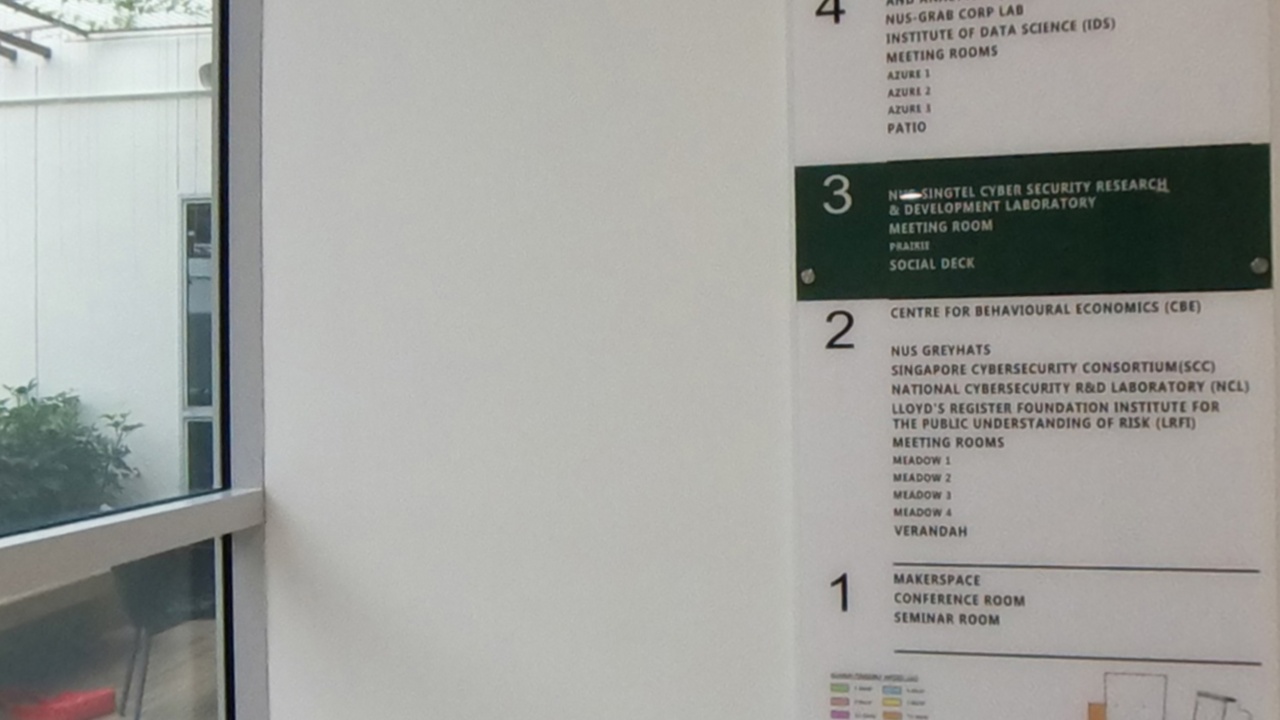 4
NUS-GRAB CORP LAB
INSTITUTE OF DATA SCIENCE (IDS)
MEETING ROOMS
AZURE 1
AZURE 2
AZURE 3
PATIO
3
NUS-SINGTEL CYBER SECURITY RESEARCH
& DEVELOPMENT LABORATORY
MEETING ROOM
PRAIRIE
SOCIAL DECK
2
CENTRE FOR BEHAVIOURAL ECONOMICS (CBE)
NUS GREYHATS
SINGAPORE CYBERSECURITY CONSORTIUM(SCC)
NATIONAL CYBERSECURITY R&D LABORATORY (NCL)
LLOYD'S REGISTER FOUNDATION INSTITUTE FOR
THE PUBLIC UNDERSTANDING OF RISK (LRFI)
MEETING ROOMS
MEADOW 1
MEADOW 2
MEADOW 3
MEADOW 4
VERANDAH
1
MAKERSPACE
CONFERENCE ROOM
SEMINAR ROOM